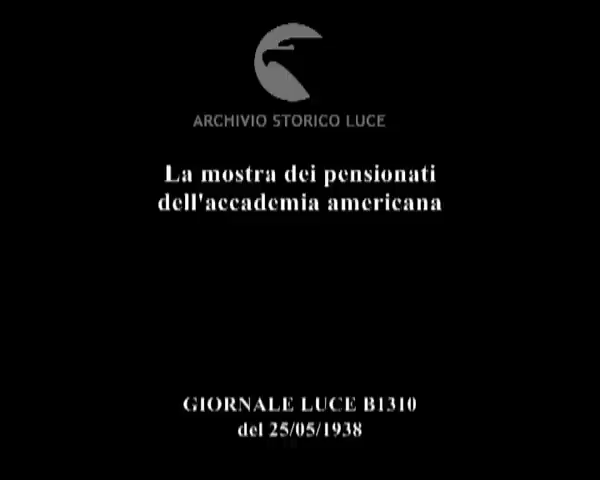 ARCHIVIO STORICO LUCE
La mostra dei pensionati
dell'accademia americana
GIORNALE LUCE B1310
del 25/05/1938